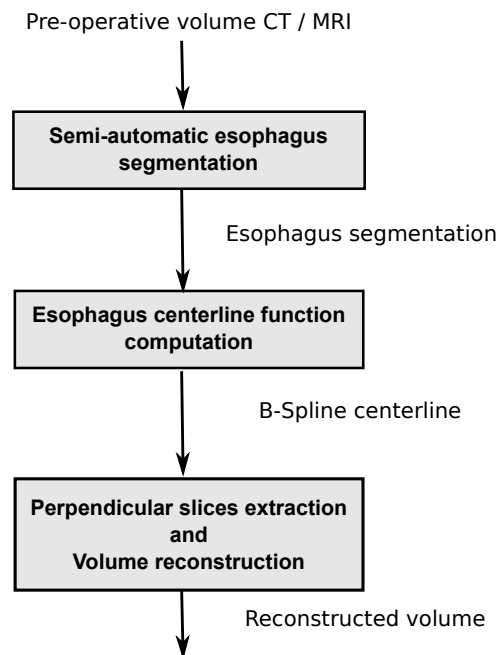 Pre-operative volume CT / MRI
Semi-automatic esophagus
segmentation
Esophagus segmentation
Esophagus centerline function
computation
B-Spline centerline
Perpendicular slices extraction
and
Volume reconstruction
Reconstructed volume